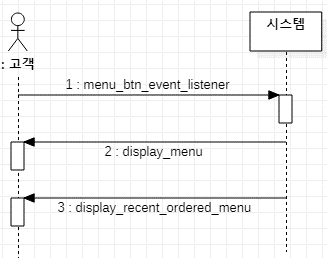 시스템
: 고객
1 : menu_btn_event_listener
2 : display_menu
3 : display_recent_ordered_menu